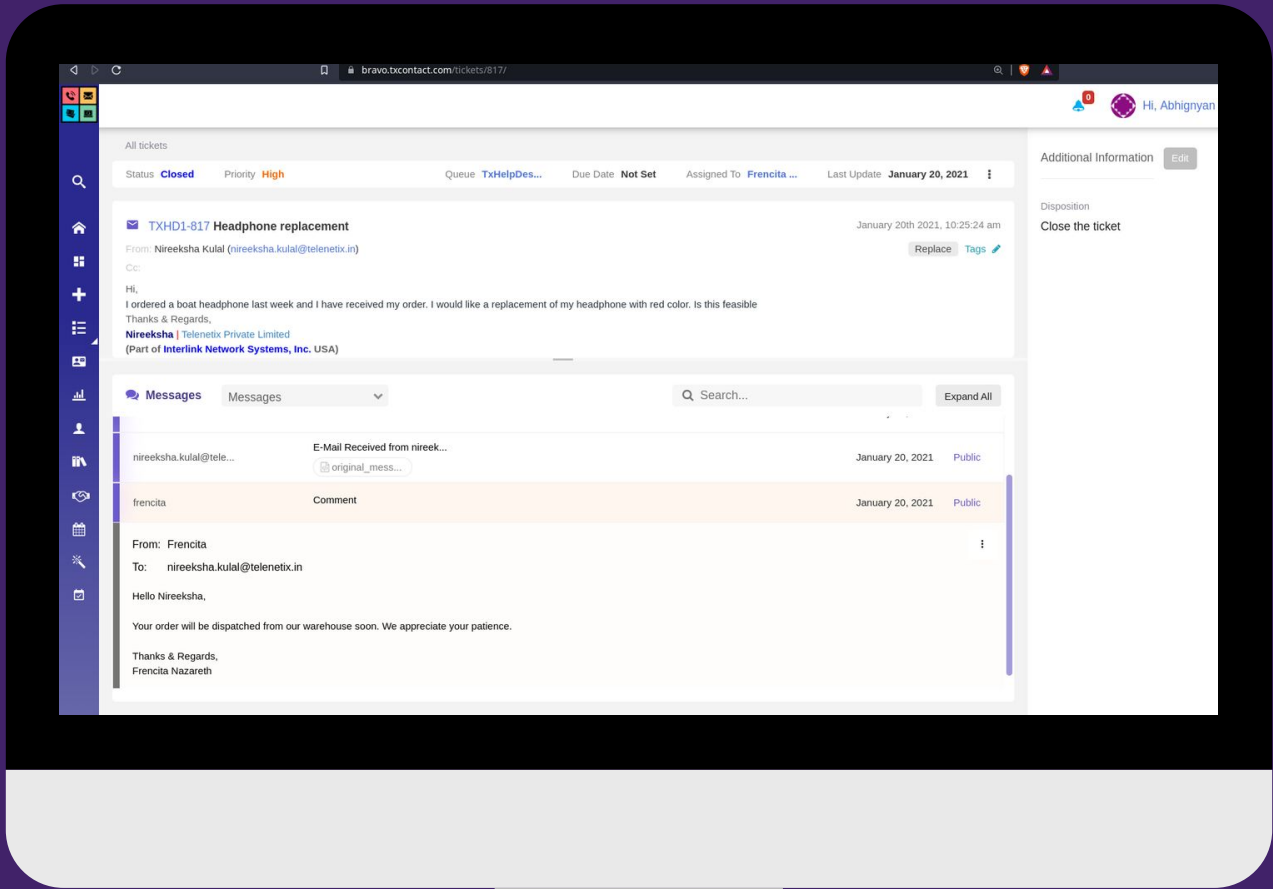 bravo.txcontact.com/tickets/817/
0
Hi, Abhignyan
All tickets
Status Closed Priority High Queue TxHelpDes... Due Date Not Set Assigned To Frencita ... Last Update January 20, 2021
Additional Information Edit
Disposition
Close the ticket
TXHD1-817 Headphone replacement January 20th 2021, 10:25:24 am
From: Nireeksha Kulal (nireeksha.kulal@telenetix.in) Replace Tags
Cc:
Hi,
I ordered a boat headphone last week and I have received my order. I would like a replacement of my headphone with red color. Is this feasible
Thanks & Regards,
Nireeksha | Telenetix Private Limited
(Part of Interlink Network Systems, Inc. USA)
Messages Messages Search... Expand All
nireeksha.kulal@tele... E-Mail Received from nireek... January 20, 2021 Public
original_mess...
frencita Comment January 20, 2021 Public
From: Frencita
To: nireeksha.kulal@telenetix.in
Hello Nireeksha,
Your order will be dispatched from our warehouse soon. We appreciate your patience.
Thanks & Regards,
Frencita Nazareth